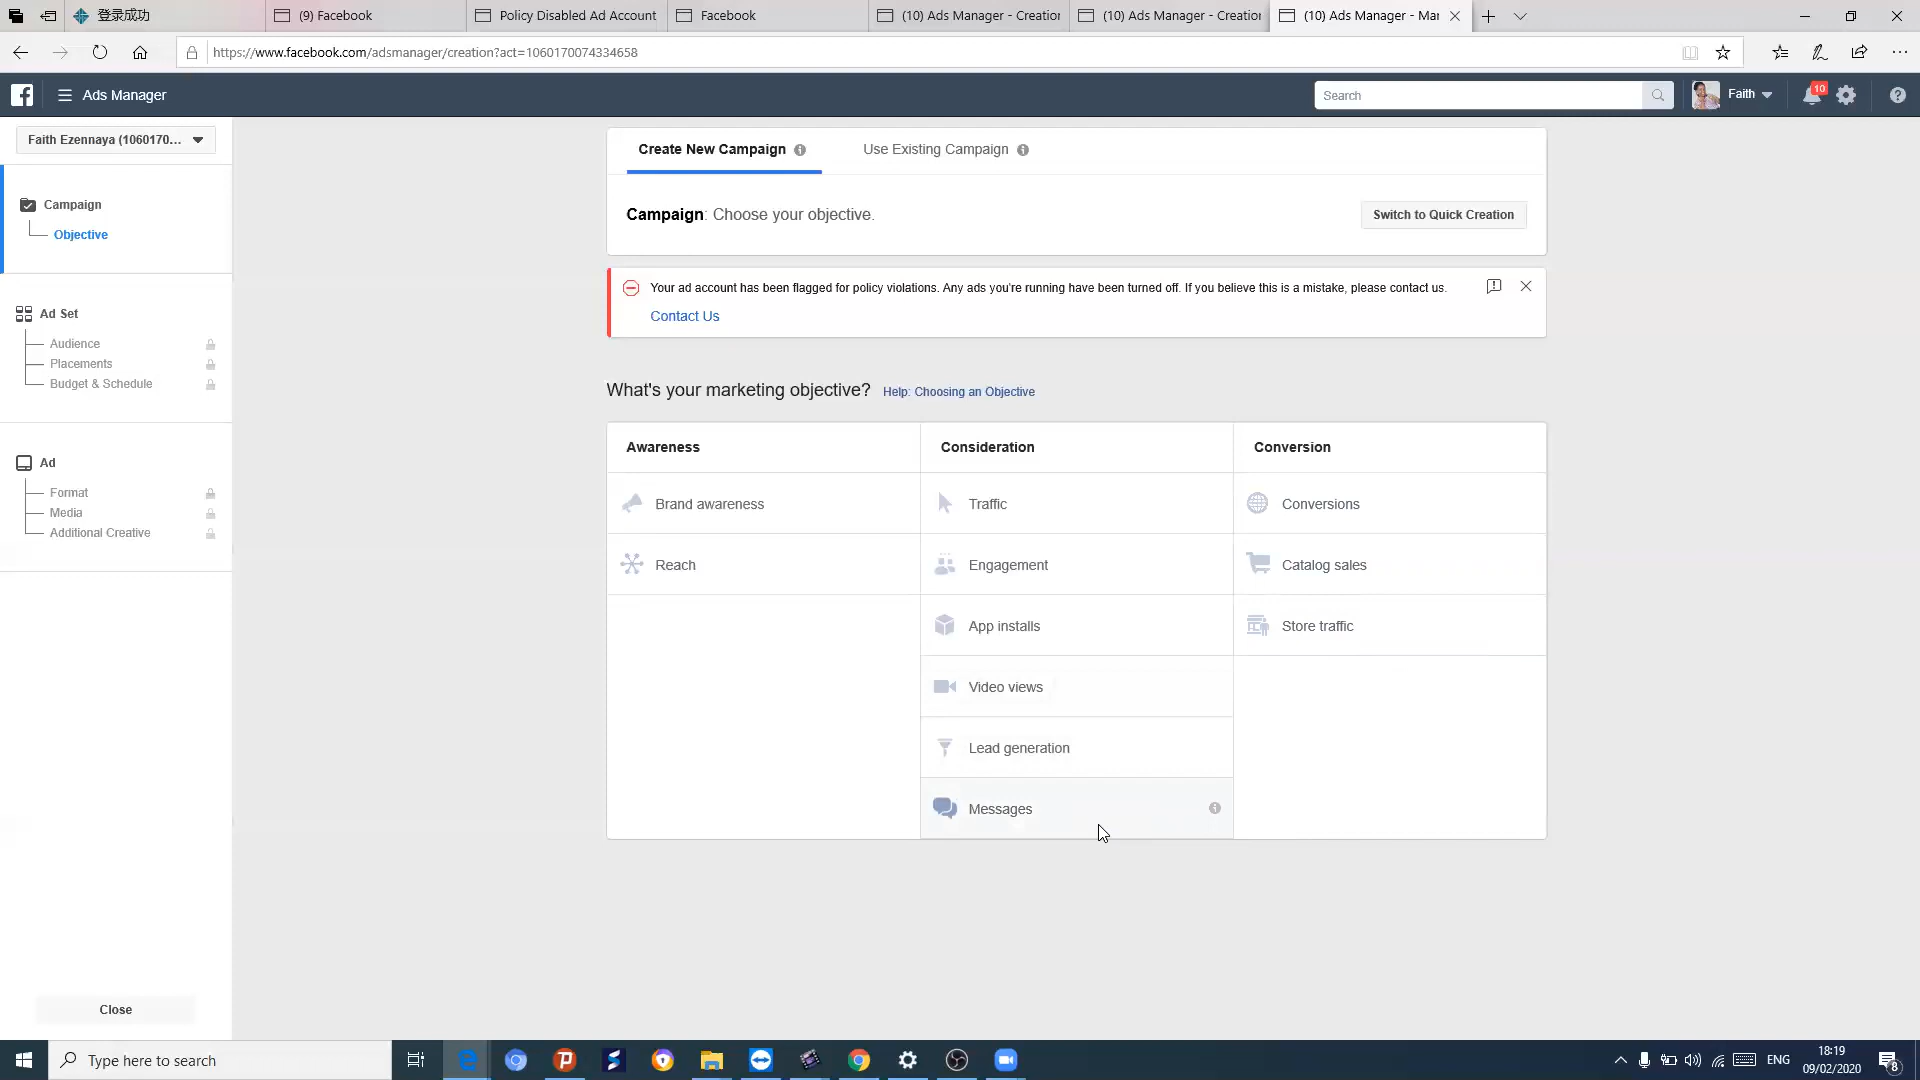 登录成功
(9) Facebook
Policy Disabled Ad Account
Facebook
(10) Ads Manager - Creation
(10) Ads Manager - Creation
(10) Ads Manager - Mar
https://www.facebook.com/adsmanager/creation?act=1060170074334658
Ads Manager
Search
Faith
10
Faith Ezennaya (1060170...
Campaign
Objective
Ad Set
Audience
Placements
Budget & Schedule
Ad
Format
Media
Additional Creative
Close
Create New Campaign
Use Existing Campaign
Campaign: Choose your objective.
Switch to Quick Creation
Your ad account has been flagged for policy violations. Any ads you're running have been turned off. If you believe this is a mistake, please contact us.
Contact Us
What's your marketing objective?
Help: Choosing an Objective
Awareness
Consideration
Conversion
Brand awareness
Traffic
Conversions
Reach
Engagement
Catalog sales
App installs
Store traffic
Video views
Lead generation
Messages
Type here to search
ENG
18:19
09/02/2020
8